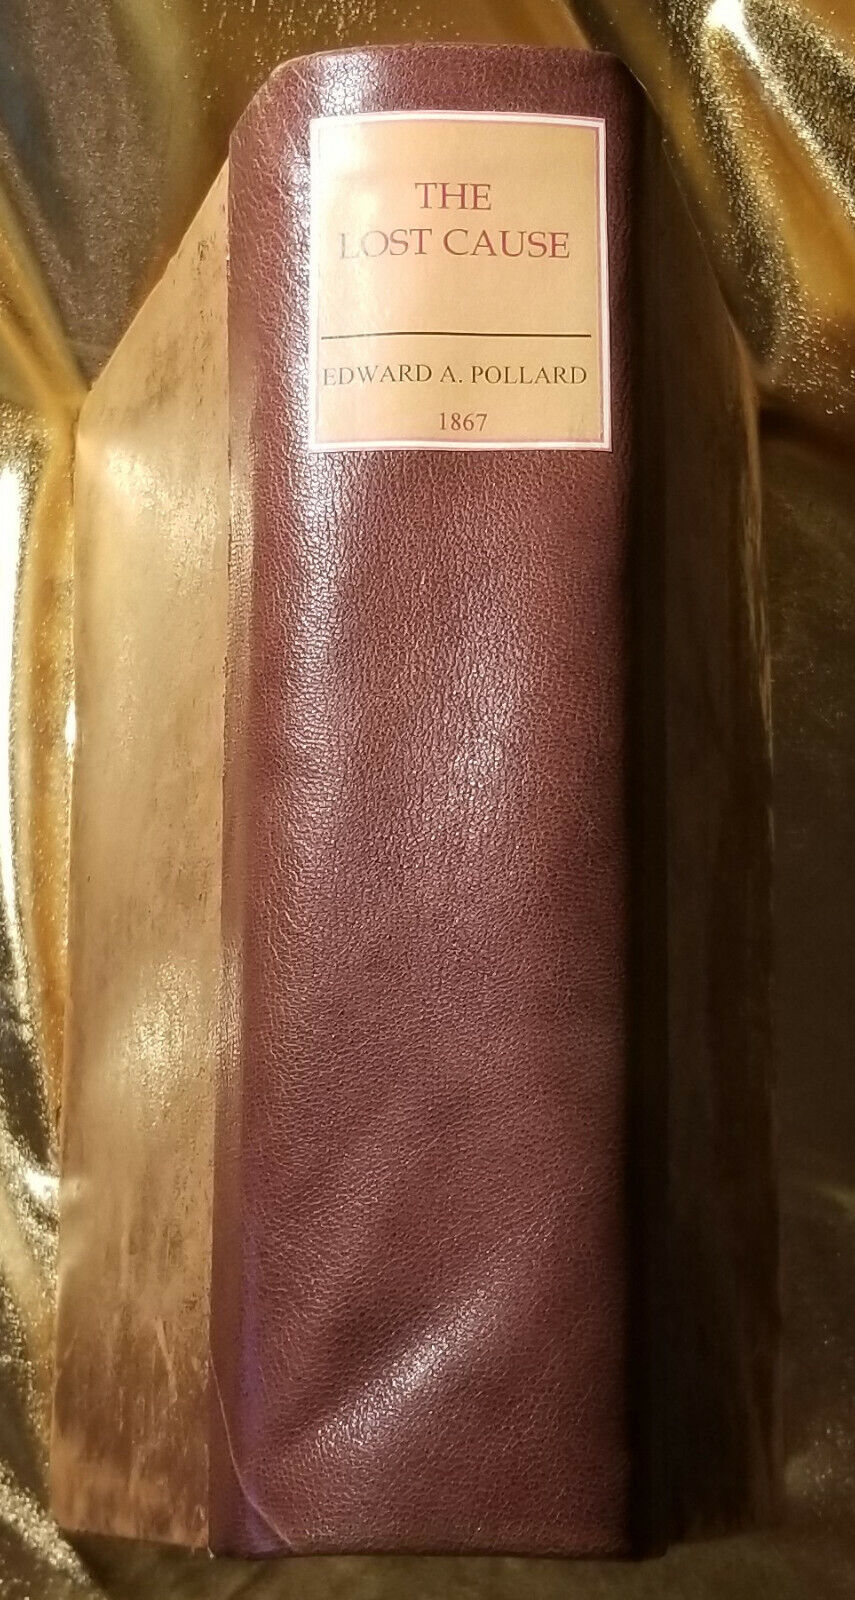 THE
LOST CAUSE
EDWARD A. POLLARD
1867